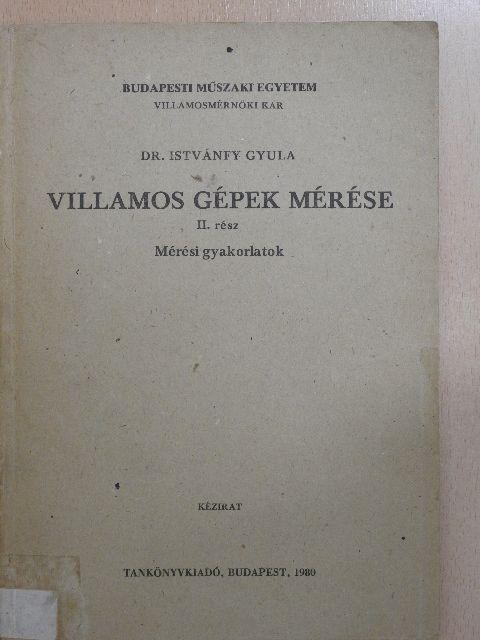 BUDAPESTI MŰSZAKI EGYETEM
VILLAMOSMÉRNÖKI KAR
DR. ISTVÁNFY GYULA
VILLAMOS GÉPEK MÉRÉSE
II. rész
Mérési gyakorlatok
KÉZIRAT
TANKÖNYVKIADÓ, BUDAPEST, 1980